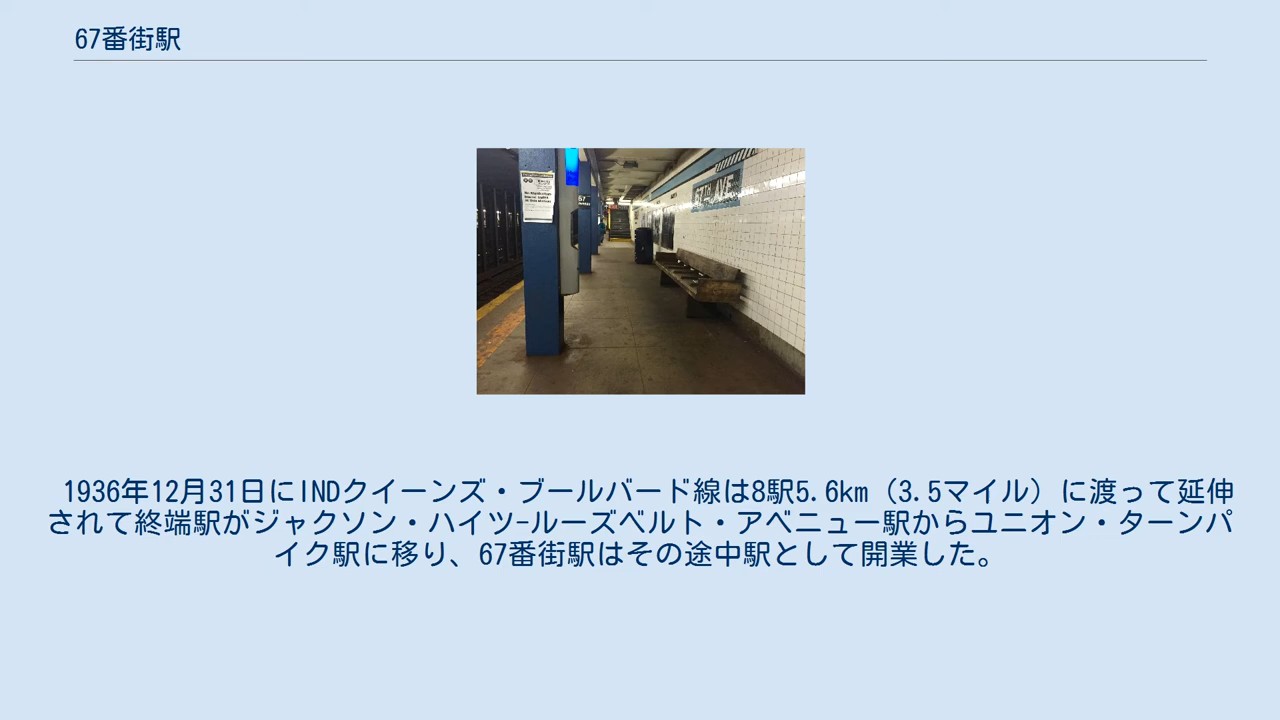 67番街駅
67TH AVE
67
1936年12月31日にINDクイーンズ・ブールバード線は8駅5.6km（3.5マイル）に渡って延伸
されて終端駅がジャクソン・ハイツ-ルーズベルト・アベニュー駅からユニオン・ターンパ
イク駅に移り、67番街駅はその途中駅として開業した。